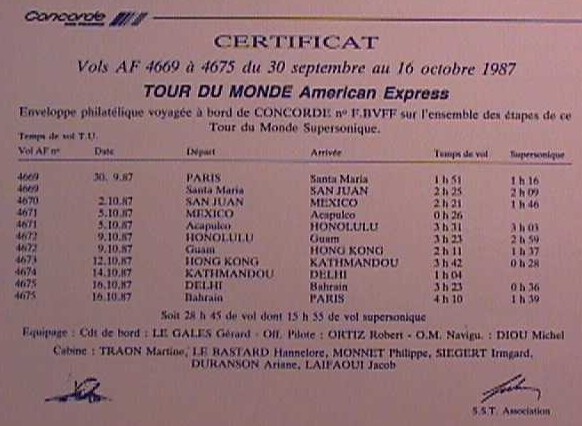 Concorde
AIR FRANCE
CERTIFICAT
Vols AF 4669 à 4675 du 30 septembre au 16 octobre 1987
TOUR DU MONDE American Express
Enveloppe philatélique voyagée à bord de CONCORDE nº F.BVFF sur l'ensemble des étapes de ce
Tour du Monde Supersonique.
Temps de vol T.U.
Vol AF nº Date Départ Arrivée Temps de vol Supersonique
4669 30. 9.87 PARIS Santa Maria 1 h 51 1 h 16
4669 Santa Maria SAN JUAN 2 h 25 2 h 09
4670 2.10.87 SAN JUAN MEXICO 2 h 21 1 h 46
4671 5.10.87 MEXICO Acapulco 0 h 26
4671 5.10.87 Acapulco HONOLULU 3 h 31 3 h 03
4672 9.10.87 HONOLULU Guam 3 h 23 2 h 59
4672 9.10.87 Guam HONG KONG 2 h 11 1 h 37
4673 12.10.87 HONG KONG KATHMANDOU 3 h 42 0 h 28
4674 14.10.87 KATHMANDOU DELHI 1 h 04
4675 16.10.87 DELHI Bahrain 3 h 23 0 h 36
4675 16.10.87 Bahrain PARIS 4 h 10 1 h 39
Soit 28 h 45 de vol dont 15 h 35 de vol supersonique
Equipage : Cdt de bord : LE GALES Gérard - Off. Pilote : ORTIZ Robert - O.M. Navigu. : DIOU Michel
Cabine : TRAON Martine, LE BASTARD Hannelore, MONNET Philippe, SIEGERT Irmgard,
DURANSON Ariane, LAIFAOUI Jacob
S.S.T. Association